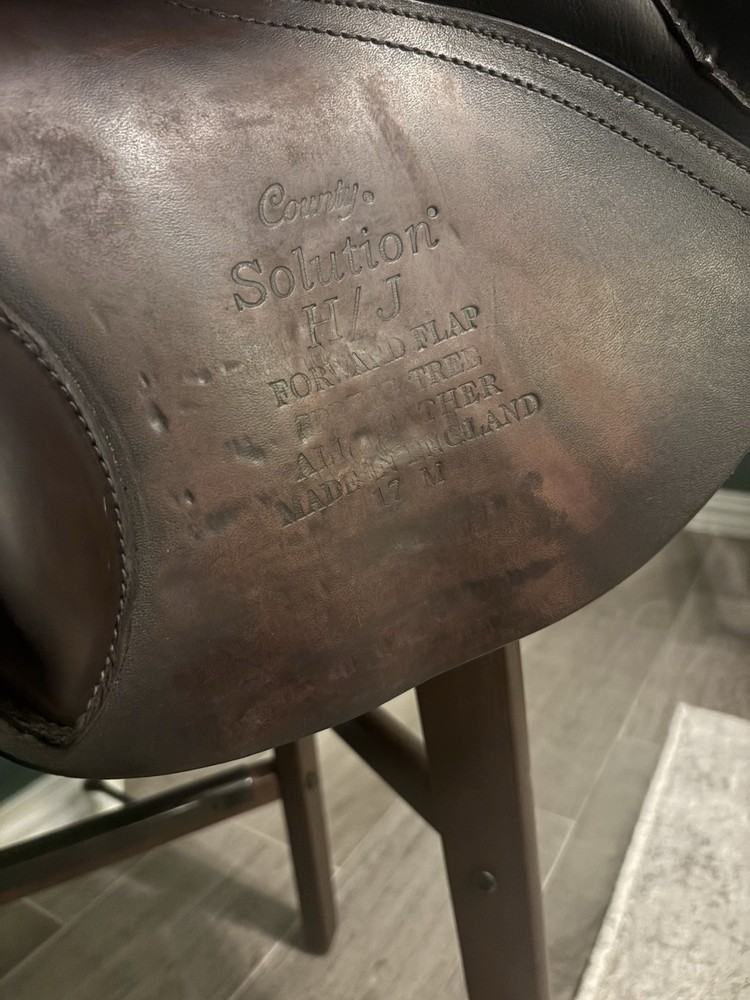 County®
Solution®
H/J
FORWARD FLAP
TREE
ALL LEATHER
MADE IN ENGLAND
17 M